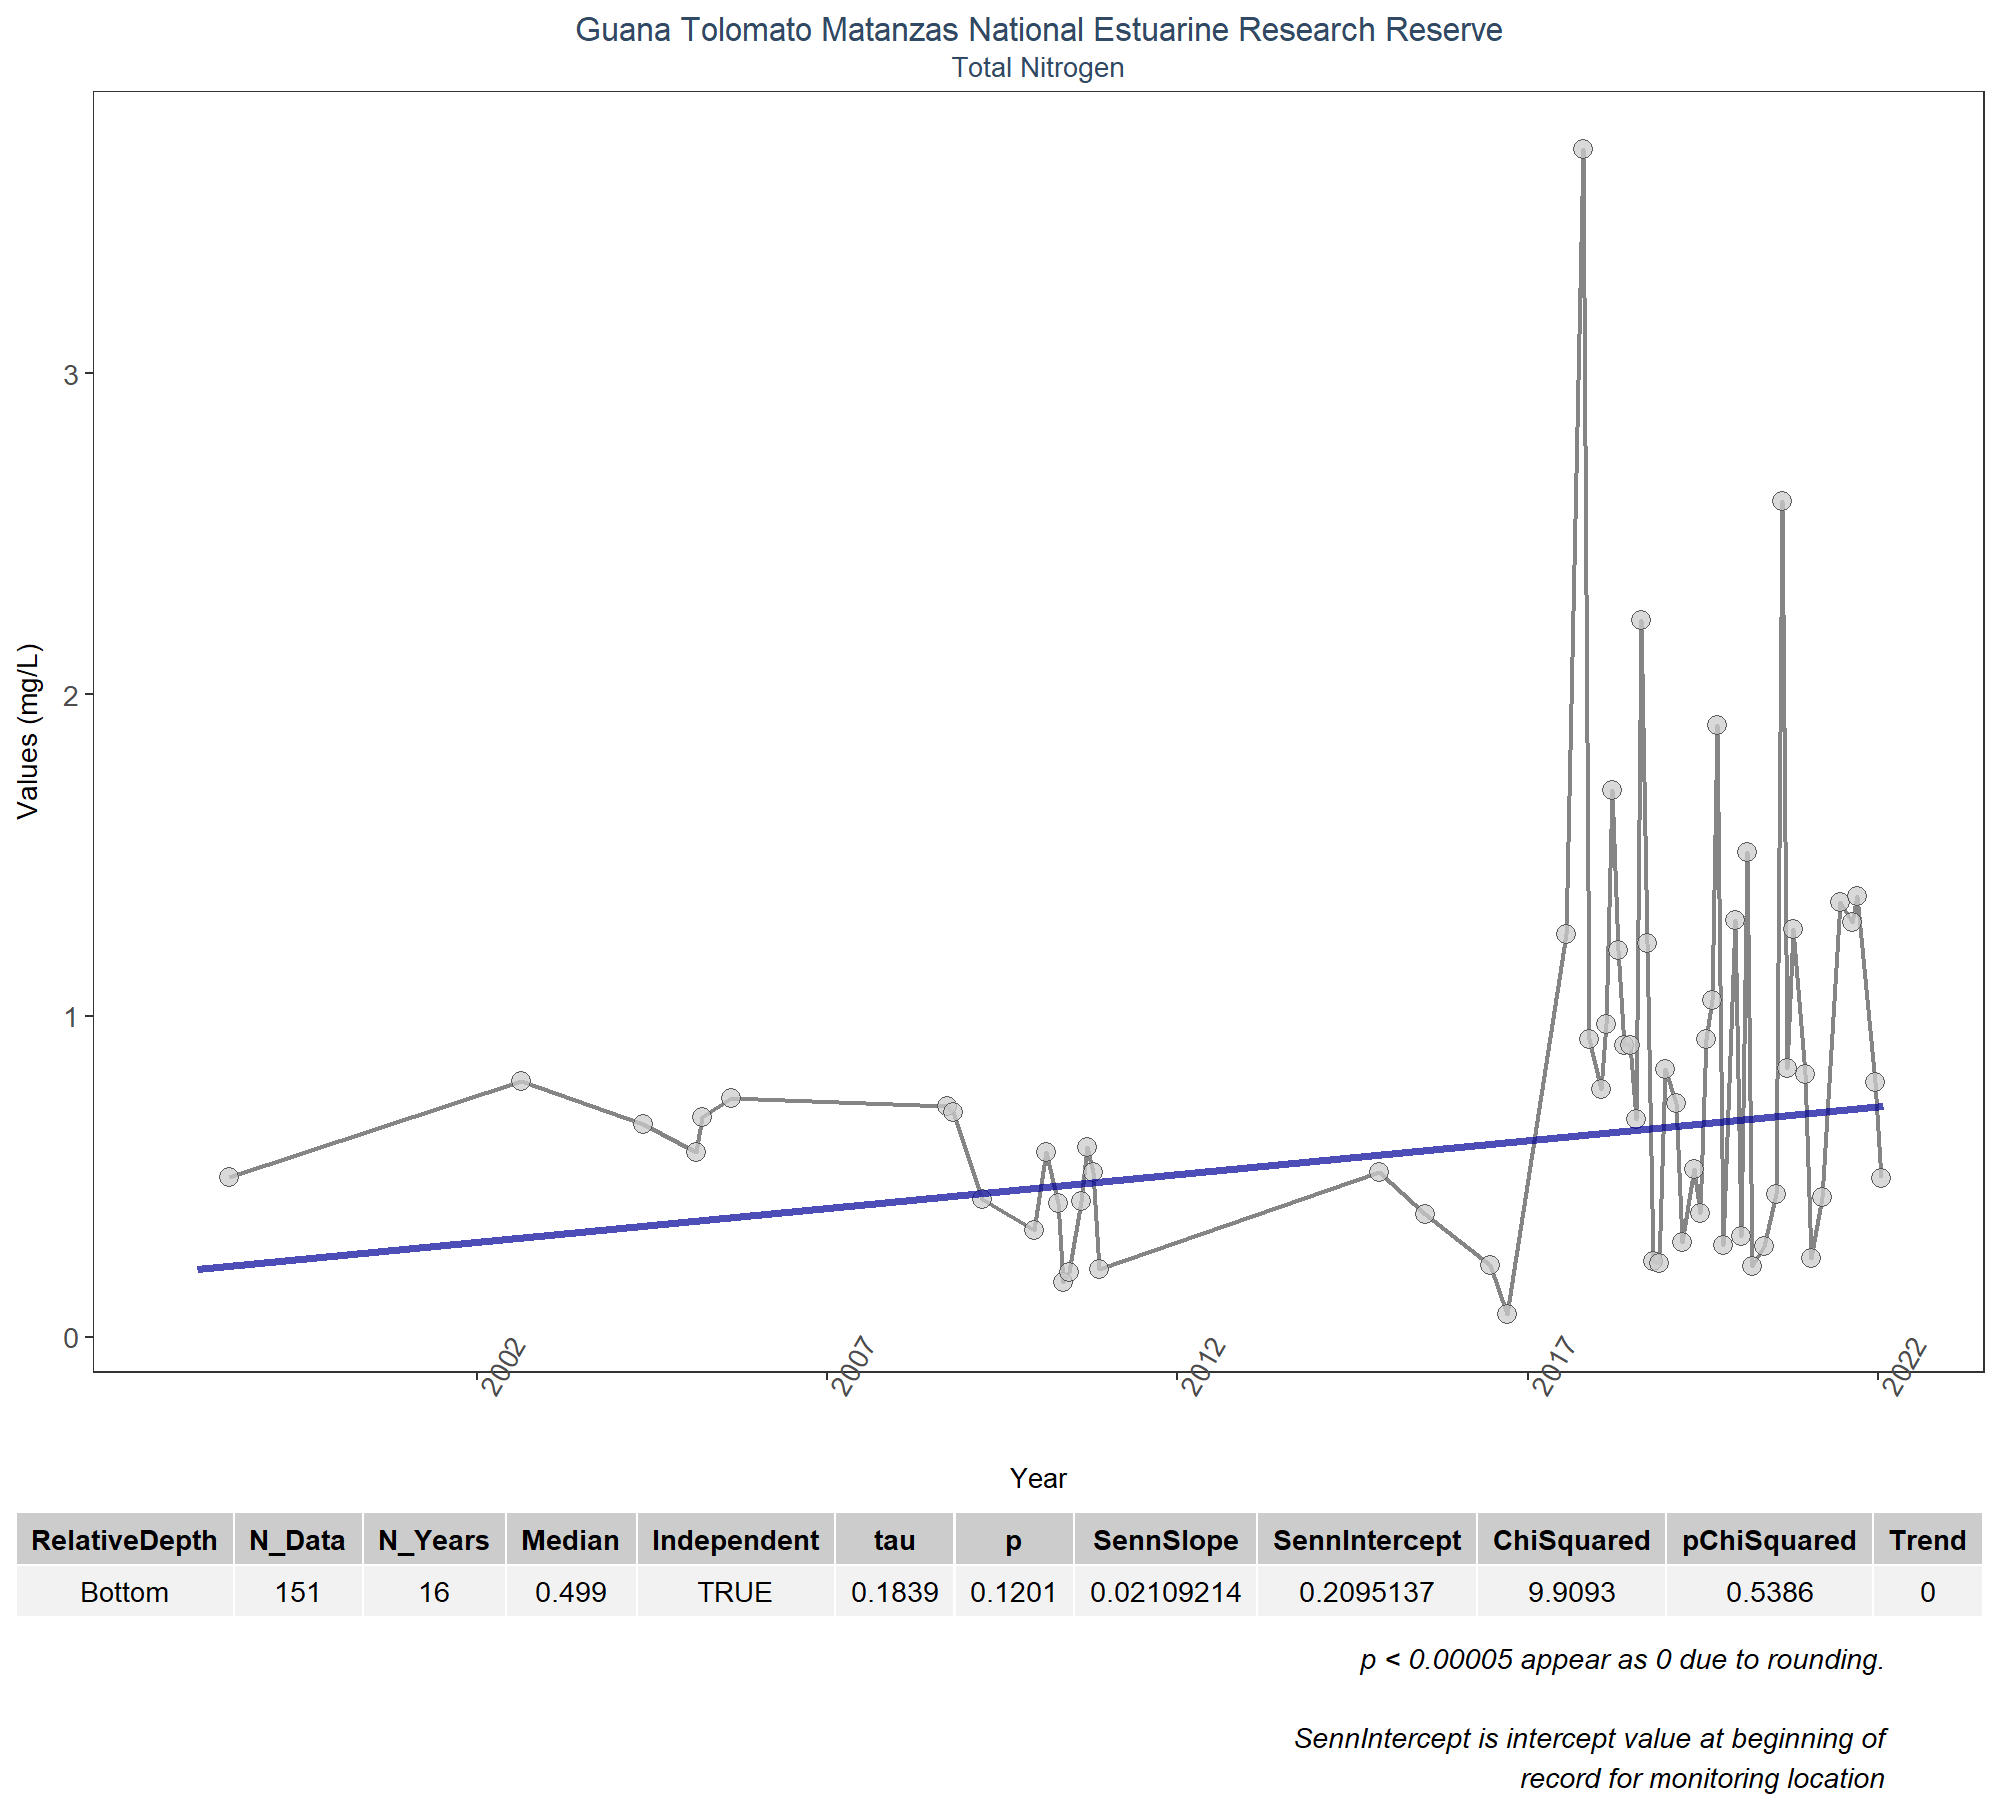 Guana Tolomato Matanzas National Estuarine Research Reserve
Total Nitrogen
Values (mg/L)
3
2
1
0
2002
2007
2012
2017
2022
Year
RelativeDepth N_Data N_Years Median Independent tau p SennSlope SennIntercept ChiSquared pChiSquared Trend
Bottom 151 16 0.499 TRUE 0.1839 0.1201 0.02109214 0.2095137 9.9093 0.5386 0
p < 0.00005 appear as 0 due to rounding.
SennIntercept is intercept value at beginning of
record for monitoring location